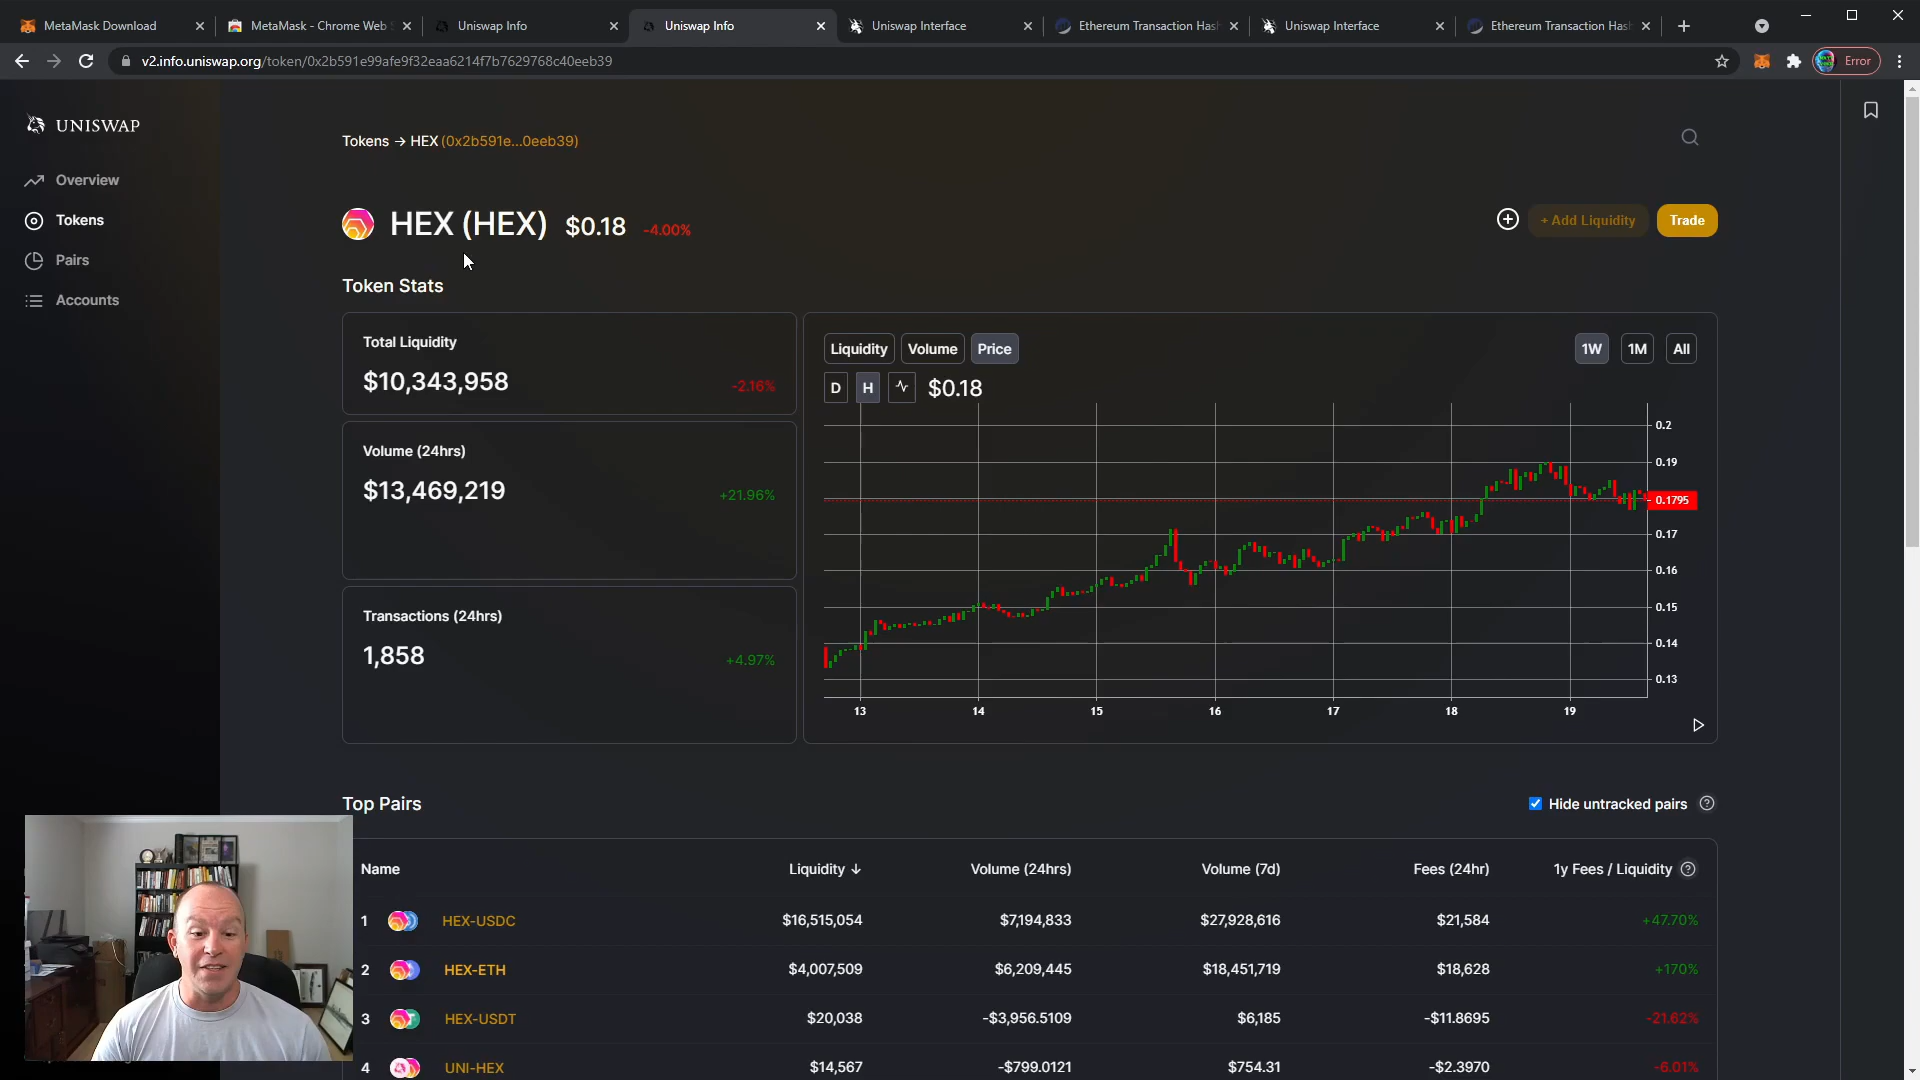 MetaMask Download
MetaMask - Chrome Web
Uniswap Info
Uniswap Info
Uniswap Interface
Ethereum Transaction Hash
Uniswap Interface
Ethereum Transaction Hash
v2.info.uniswap.org/token/0x2b591e99afe9f32eaa6214f7b7629768c40eeb39
Error
UNISWAP
Overview
Tokens
Pairs
Accounts
Tokens → HEX (0x2b591e...0eeb39)
HEX (HEX) $0.18 -4.00%
+ Add Liquidity
Trade
Token Stats
Total Liquidity
$10,343,958 -2.16%
Volume (24hrs)
$13,469,219 +21.96%
Transactions (24hrs)
1,858 +4.97%
Liquidity Volume Price
1W 1M All
D H $0.18
0.2
0.19
0.1795
0.17
0.16
0.15
0.14
0.13
13 14 15 16 17 18 19
Top Pairs
Hide untracked pairs ?
Name Liquidity ↓ Volume (24hrs) Volume (7d) Fees (24hr) 1y Fees / Liquidity ?
1 HEX-USDC $16,515,054 $7,194,833 $27,928,616 $21,584 +47.70%
2 HEX-ETH $4,007,509 $6,209,445 $18,451,719 $18,628 +170%
3 HEX-USDT $20,038 -$3,956.5109 $6,185 -$11.8695 -21.62%
4 UNI-HEX $14,567 -$799.0121 $754.31 -$2.3970 -6.01%